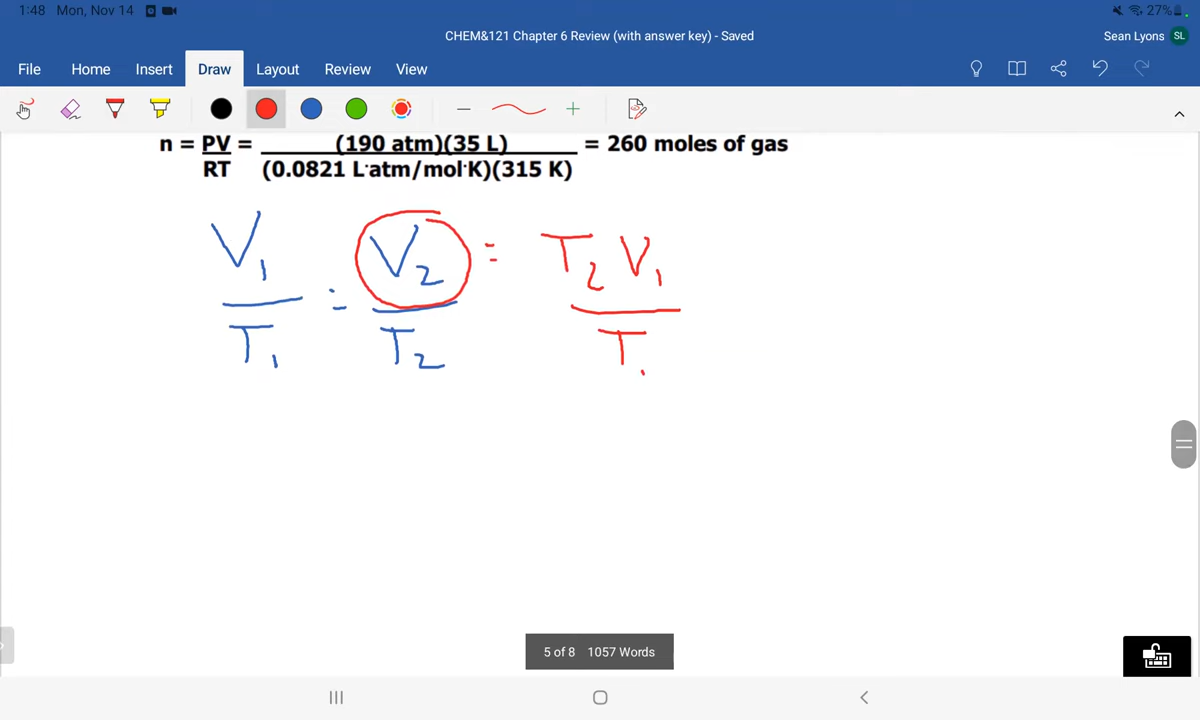 1:48 Mon, Nov 14 27%
CHEM&121 Chapter 6 Review (with answer key) - Saved
Sean Lyons SL
File Home Insert Draw Layout Review View
n = PV = (190 atm)(35 L) = 260 moles of gas
RT (0.0821 L·atm/mol·K)(315 K)
V1 = V2 = T2 V1
T1 T2 T1
5 of 8 1057 Words